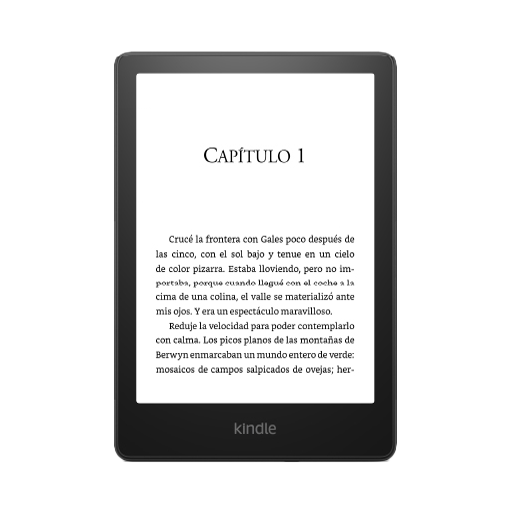 CAPÍTULO 1
Crucé la frontera con Gales poco después de
las cinco, con el sol bajo y tenue en un cielo
de color pizarra. Estaba lloviendo, pero no im-
portaba, porque cuando llegué con el coche a la
cima de una colina, el valle se materializó ante
mis ojos. Y era un espectáculo maravilloso.
Reduje la velocidad para poder contemplarlo
con calma. Los picos planos de las montañas de
Berwyn enmarcaban un mundo entero de verde:
mosaicos de campos salpicados de ovejas; her-
kindle